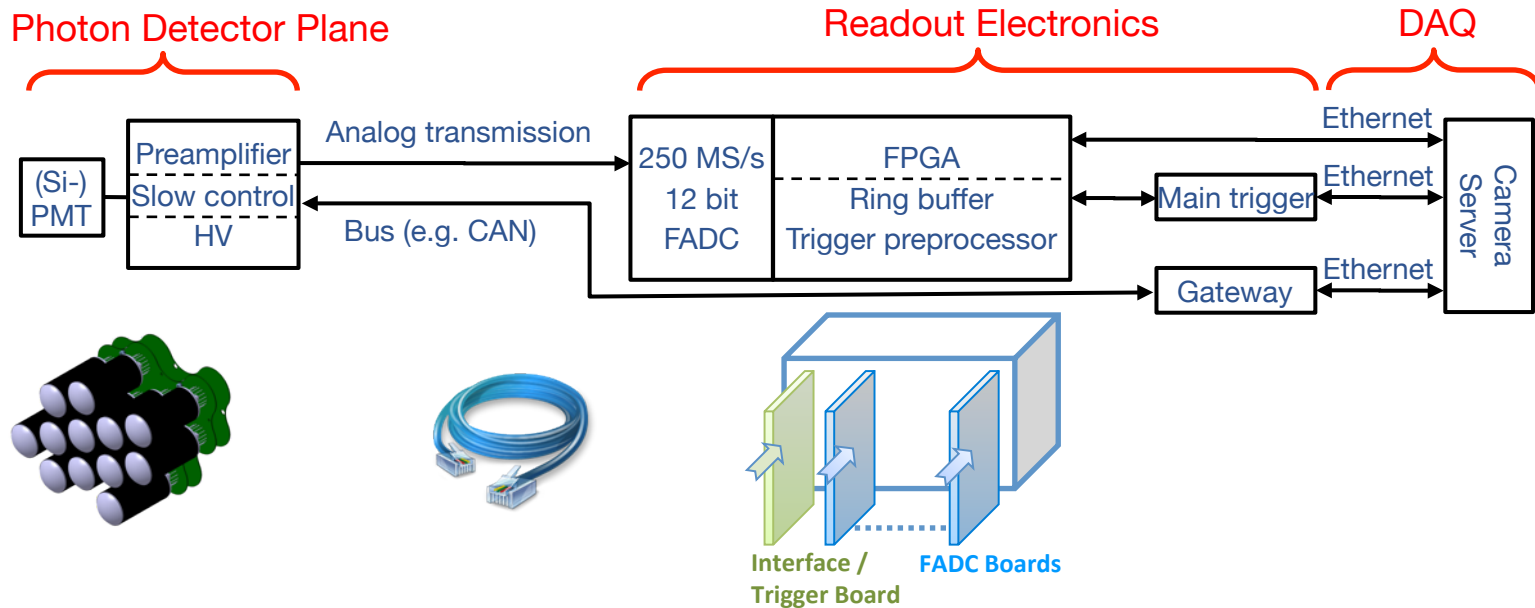 Photon Detector Plane
Readout Electronics
DAQ
(Si-)
PMT
Preamplifier
Slow control
HV
Analog transmission
Bus (e.g. CAN)
250 MS/s
12 bit
FADC
FPGA
Ring buffer
Trigger preprocessor
Ethernet
Main trigger
Ethernet
Gateway
Ethernet
Camera
Server
Interface /
Trigger Board
FADC Boards